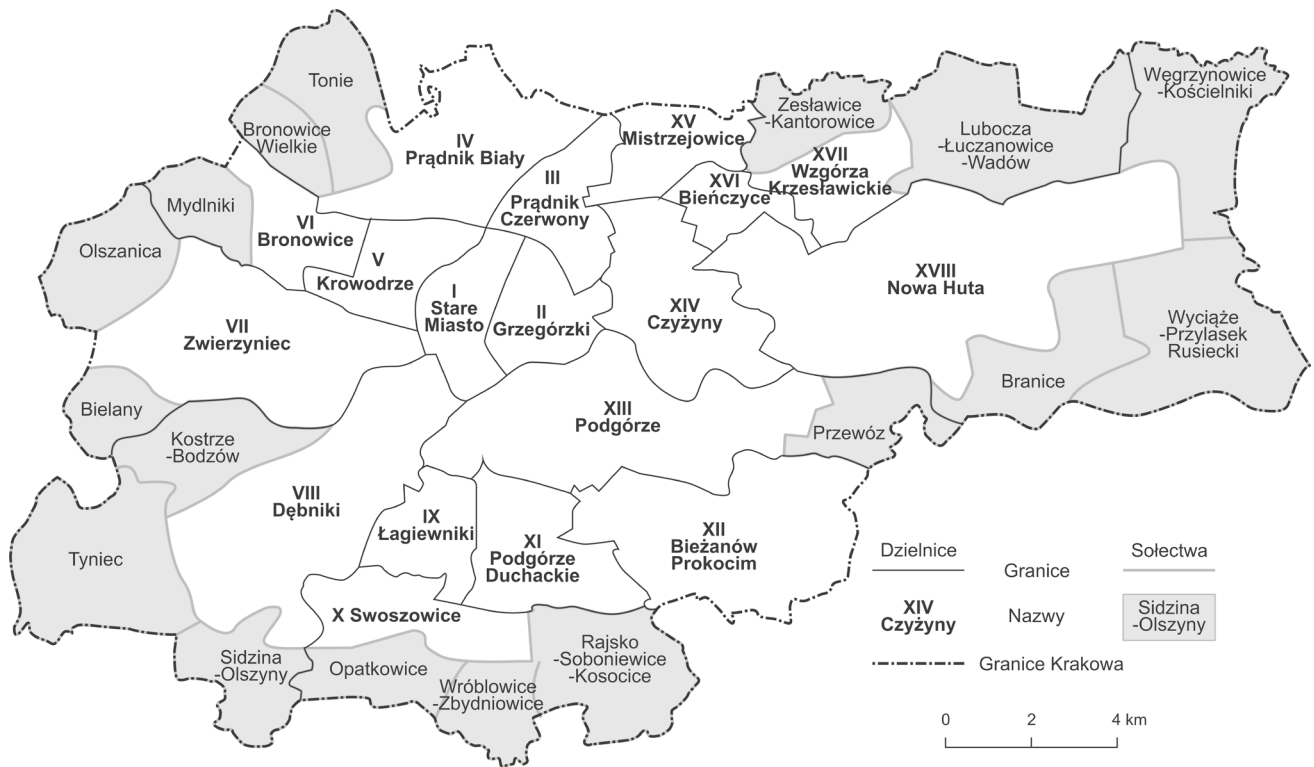 Tonie
Bronowice
Wielkie
IV
Prądnik Biały
XV
Mistrzejowice
Zesławice
-Kantorowice
Lubocza
-Łuczanowice
-Wadów
Węgrzynowice
-Kościelniki
Mydlniki
Olszanica
VI
Bronowice
V
Krowodrze
III
Prądnik
Czerwony
XVI
Bieńczyce
XVII
Wzgórza
Krzesławickie
VII
Zwierzyniec
I
Stare
Miasto
II
Grzegórzki
XIV
Czyżyny
XVIII
Nowa Huta
Wyciąże
-Przylasek
Rusiecki
Branice
Bielany
Kostrze
-Bodzów
XIII
Podgórze
Przewóz
Tyniec
VIII
Dębniki
IX
Łagiewniki
XI
Podgórze
Duchackie
XII
Bieżanów
Prokocim
X Swoszowice
Sidzina
-Olszyny
Opatkowice
Wróblowice
-Zbydniowice
Rajsko
-Soboniewice
-Kosocice
Dzielnice
Granice
Sołectwa
XIV
Czyżyny
Nazwy
Sidzina
-Olszyny
Granice Krakowa
0 2 4 km